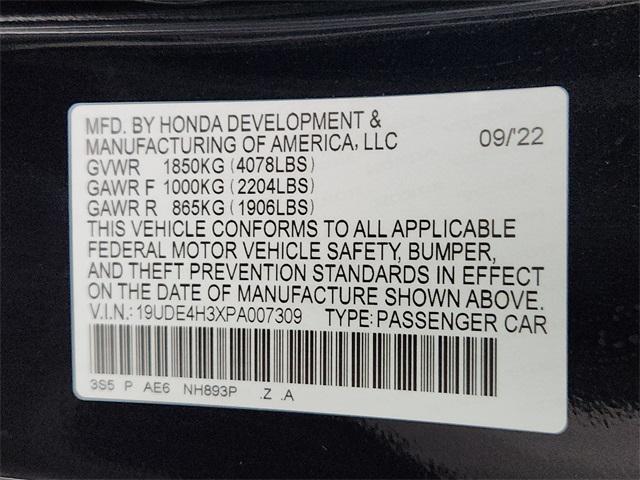 MFD. BY HONDA DEVELOPMENT &
MANUFACTURING OF AMERICA, LLC 09/'22
GVWR 1850KG (4078LBS)
GAWR F 1000KG (2204LBS)
GAWR R 865KG (1906LBS)
THIS VEHICLE CONFORMS TO ALL APPLICABLE
FEDERAL MOTOR VEHICLE SAFETY, BUMPER,
AND THEFT PREVENTION STANDARDS IN EFFECT
ON THE DATE OF MANUFACTURE SHOWN ABOVE.
V.I.N.: 19UDE4H3XPA007309 TYPE: PASSENGER CAR
3S5 P AE6 NH893P .Z .A